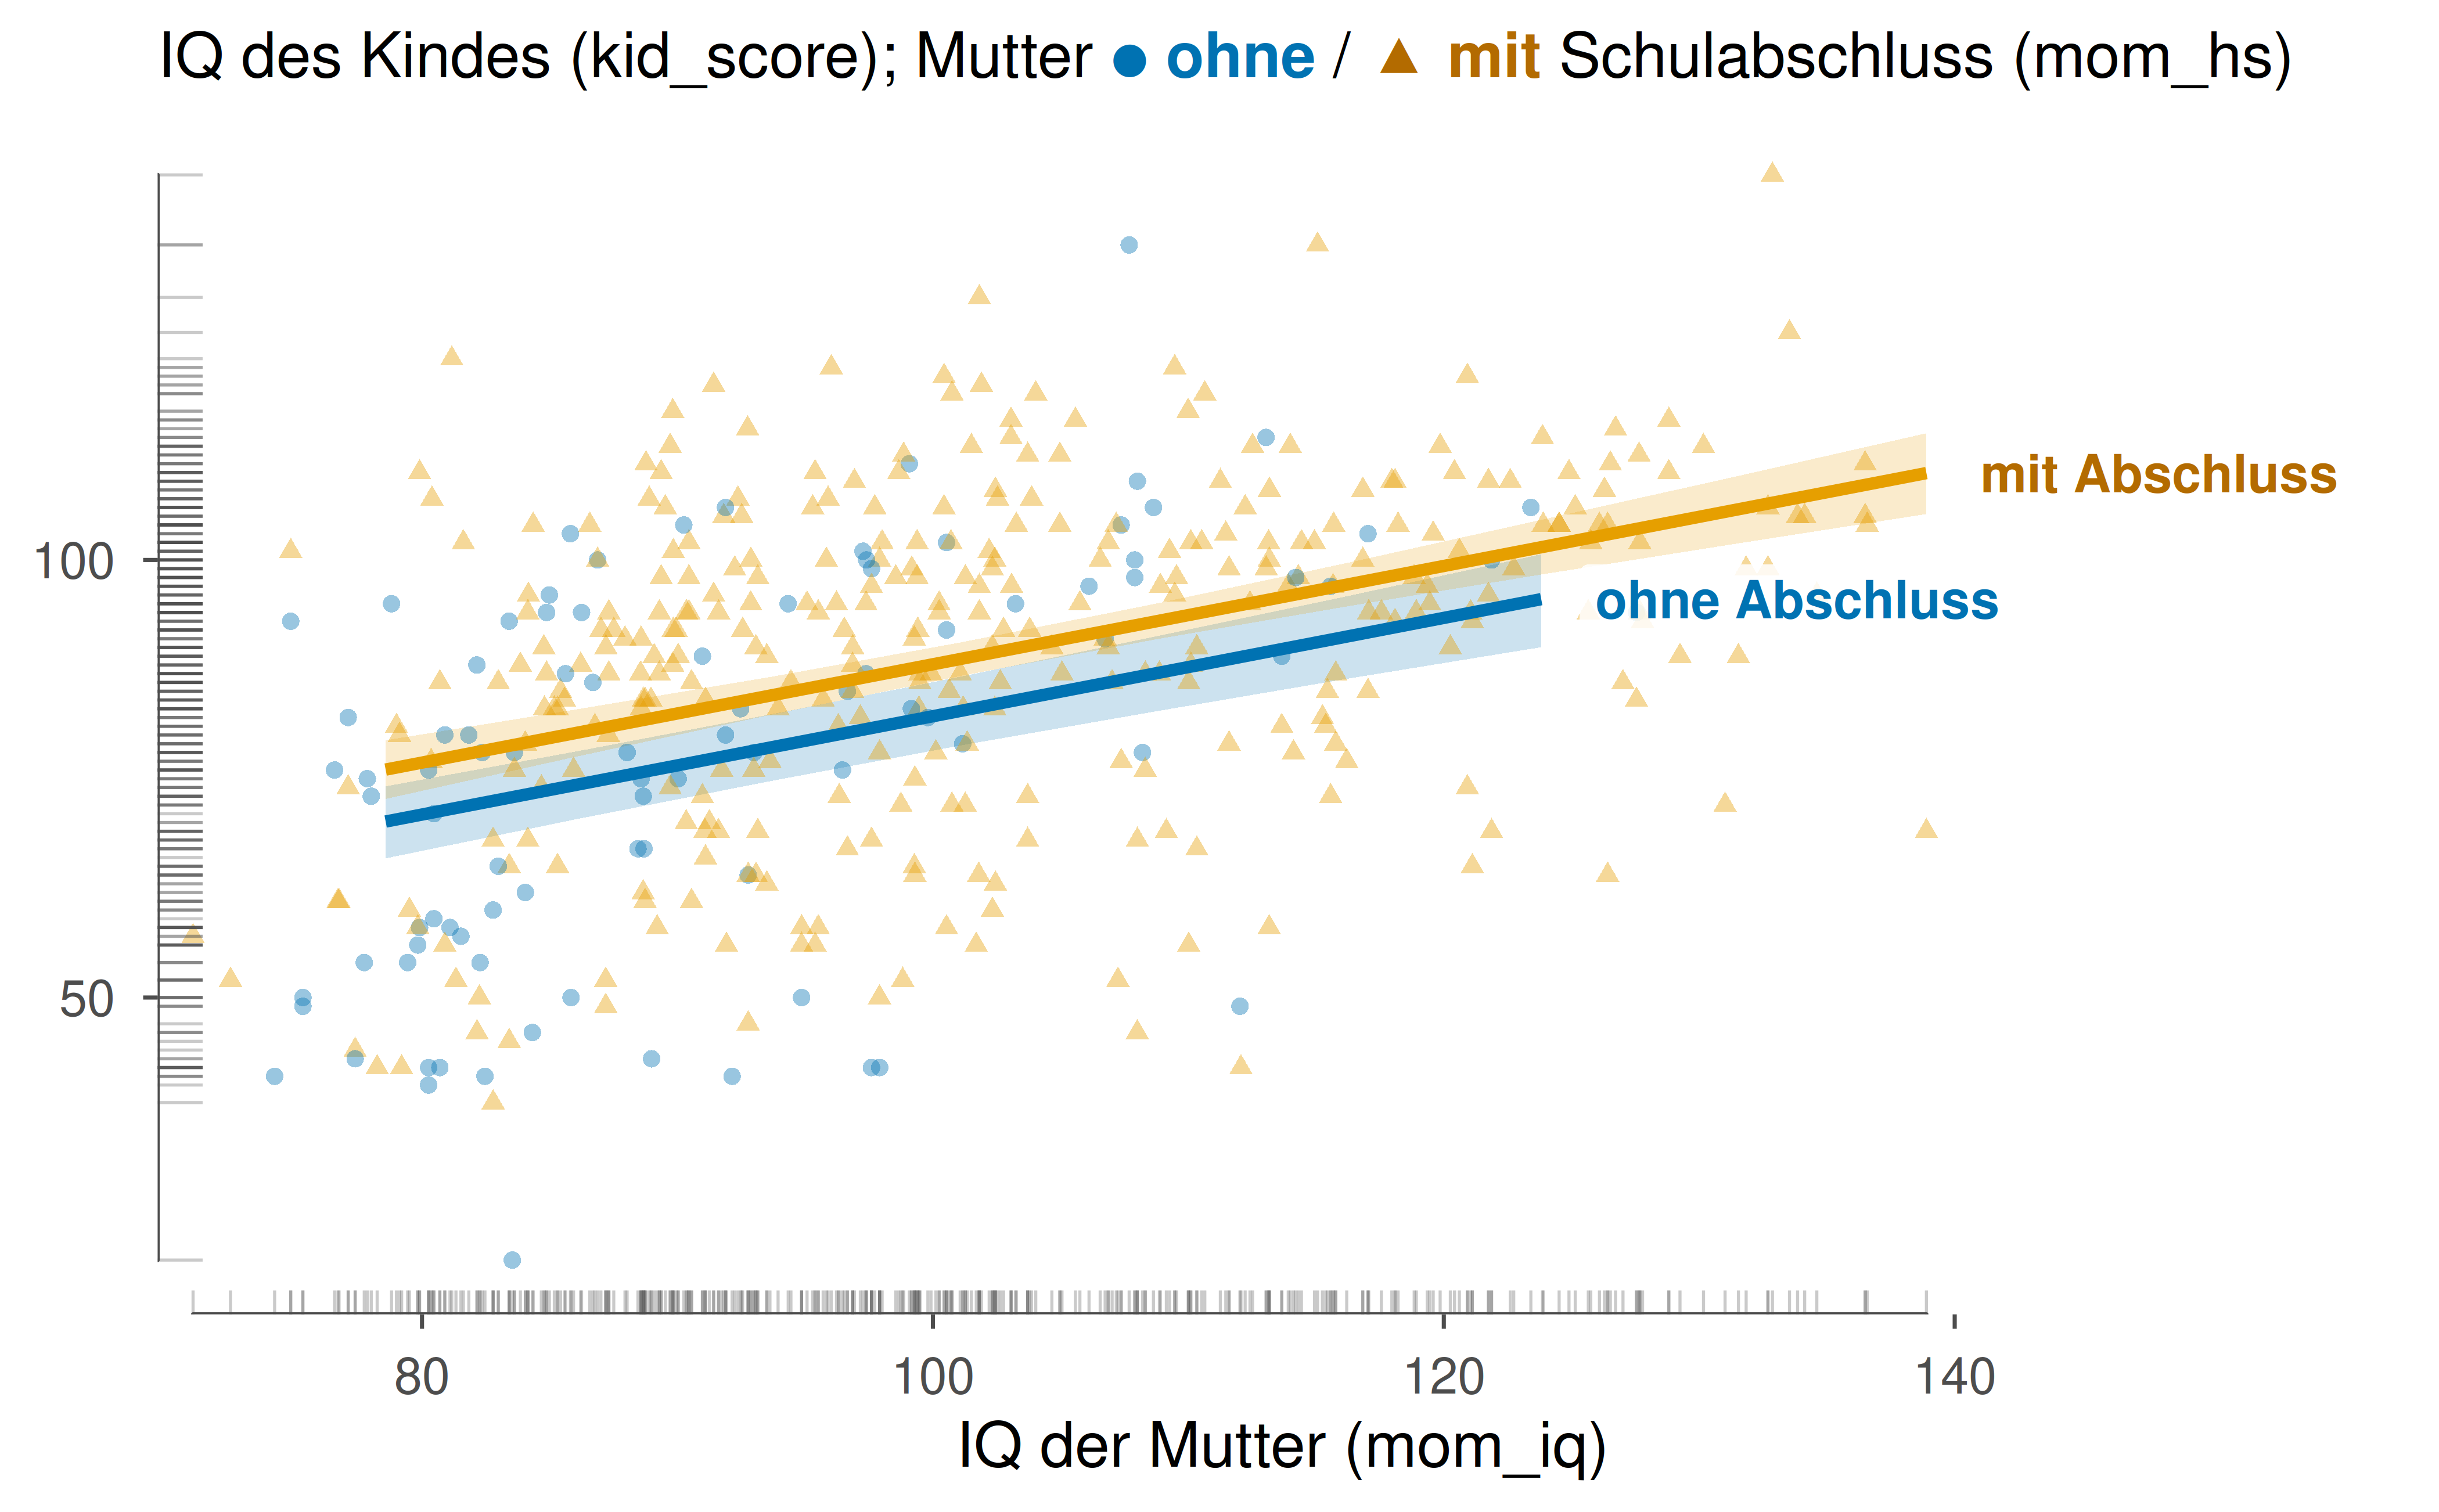 IQ des Kindes (kid_score); Mutter ● ohne / ▲ mit Schulabschluss (mom_hs)
mit Abschluss
100
ohne Abschluss
50
80 100 120 140
IQ der Mutter (mom_iq)